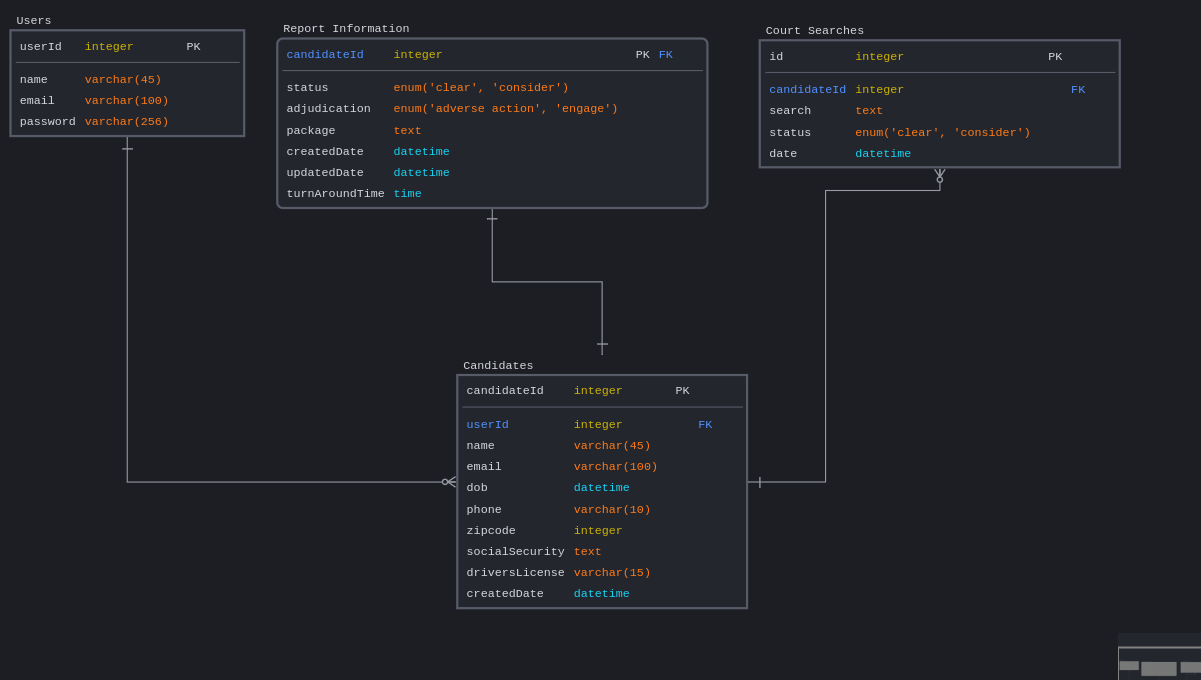 Users
userId integer PK
name varchar(45)
email varchar(100)
password varchar(256)
Report Information
candidateId integer PK FK
status enum('clear', 'consider')
adjudication enum('adverse action', 'engage')
package text
createdDate datetime
updatedDate datetime
turnAroundTime time
Court Searches
id integer PK
candidateId integer FK
search text
status enum('clear', 'consider')
date datetime
Candidates
candidateId integer PK
userId integer FK
name varchar(45)
email varchar(100)
dob datetime
phone varchar(10)
zipcode integer
socialSecurity text
driversLicense varchar(15)
createdDate datetime